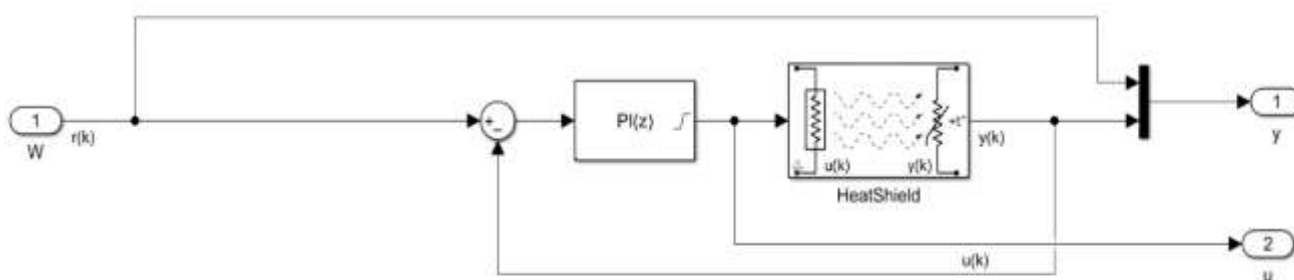 1
r(k)
W
+
−
PI(z)
+t°
u(k)
y(k)
HeatShield
y(k)
1
y
2
u
u(k)